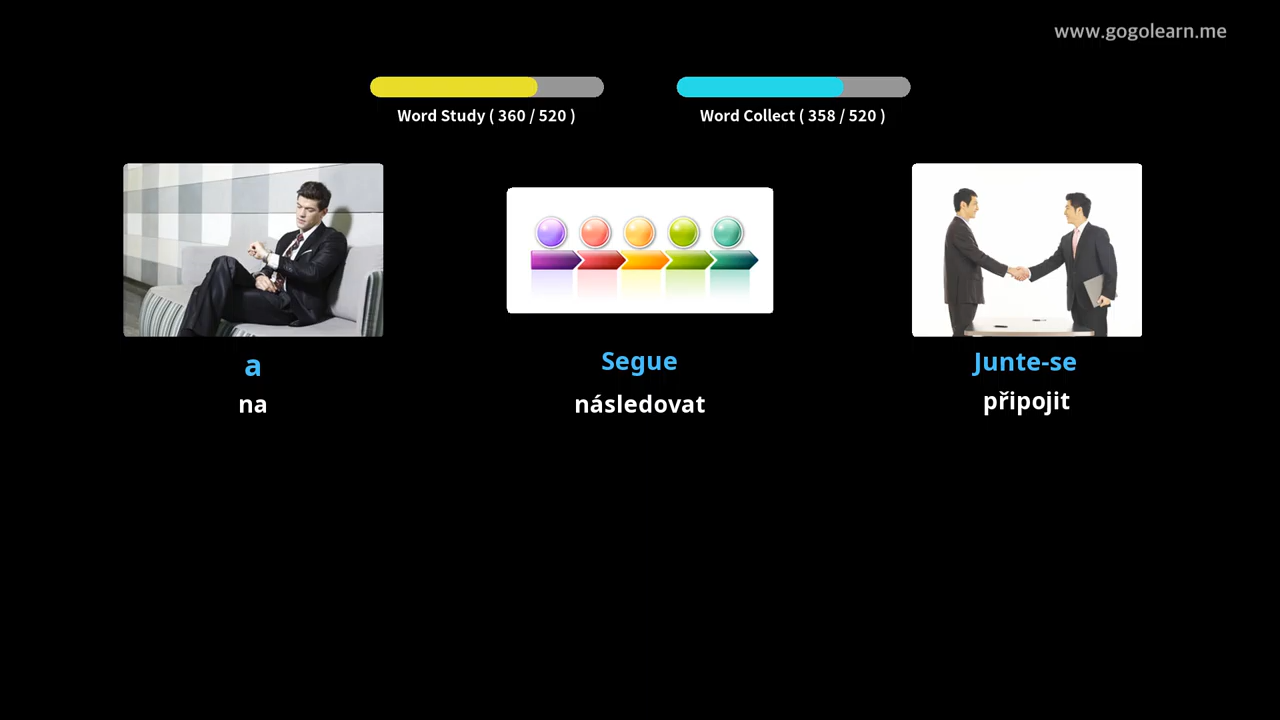 www.gogolearn.me
Word Study ( 360 / 520 )
Word Collect ( 358 / 520 )
a
Segue
Junte-se
na
následovat
připojit